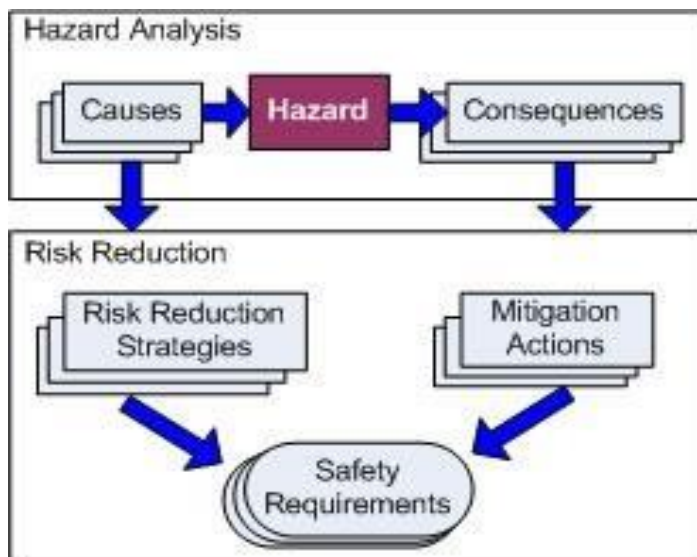 Hazard Analysis
Causes
Hazard
Consequences
Risk Reduction
Risk Reduction
Strategies
Mitigation
Actions
Safety
Requirements